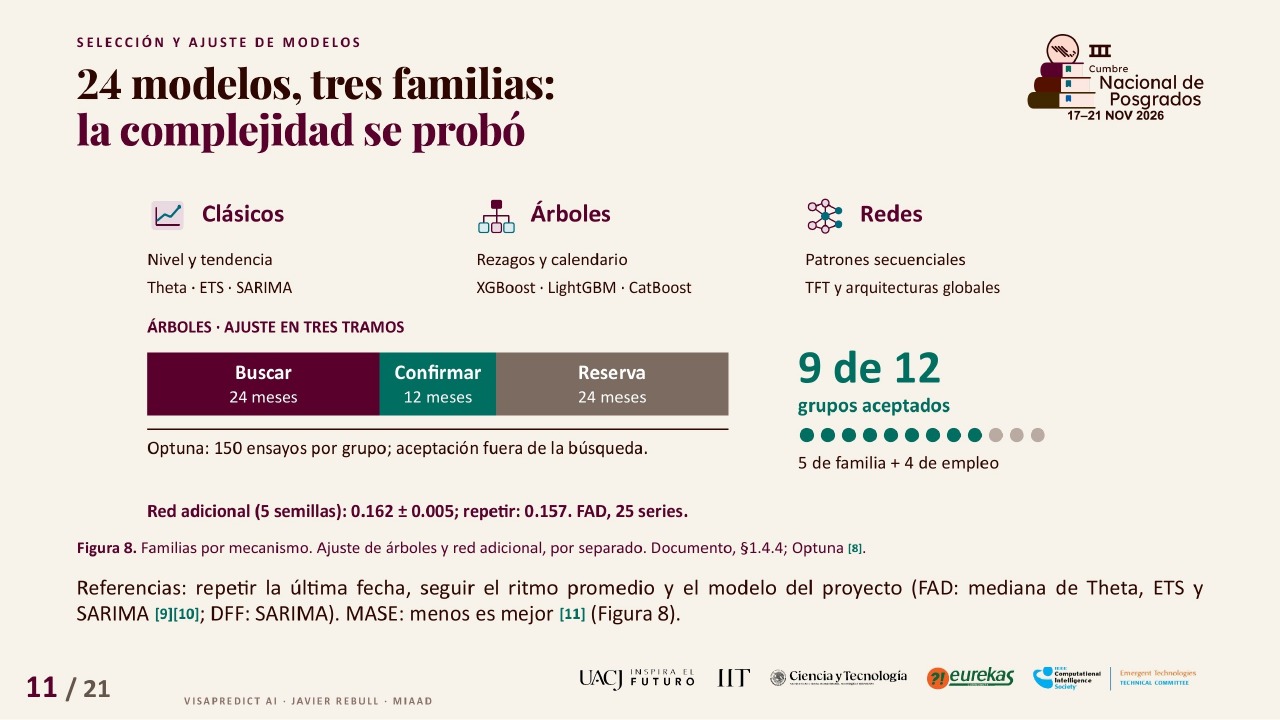 SELECCIÓN Y AJUSTE DE MODELOS
24 modelos, tres familias:
la complejidad se probó
III
Cumbre
Nacional de
Posgrados
17–21 NOV 2026
Clásicos
Nivel y tendencia
Theta · ETS · SARIMA
Árboles
Rezagos y calendario
XGBoost · LightGBM · CatBoost
Redes
Patrones secuenciales
TFT y arquitecturas globales
ÁRBOLES · AJUSTE EN TRES TRAMOS
Buscar
24 meses
Confirmar
12 meses
Reserva
24 meses
Optuna: 150 ensayos por grupo; aceptación fuera de la búsqueda.
9 de 12
grupos aceptados
5 de familia + 4 de empleo
Red adicional (5 semillas): 0.162 ± 0.005; repetir: 0.157. FAD, 25 series.
Figura 8. Familias por mecanismo. Ajuste de árboles y red adicional, por separado. Documento, §1.4.4; Optuna [8].
Referencias: repetir la última fecha, seguir el ritmo promedio y el modelo del proyecto (FAD: mediana de Theta, ETS y
SARIMA [9][10]; DFF: SARIMA). MASE: menos es mejor [11] (Figura 8).
11 / 21
VISAPREDICT AI · JAVIER REBULL · MIAAD
UACJ INSPIRA EL
FUTURO
IIT
Ciencia y Tecnología
?! eurekas
IEEE
Computational
Intelligence
Society
Emergent Technologies
TECHNICAL COMMITTEE